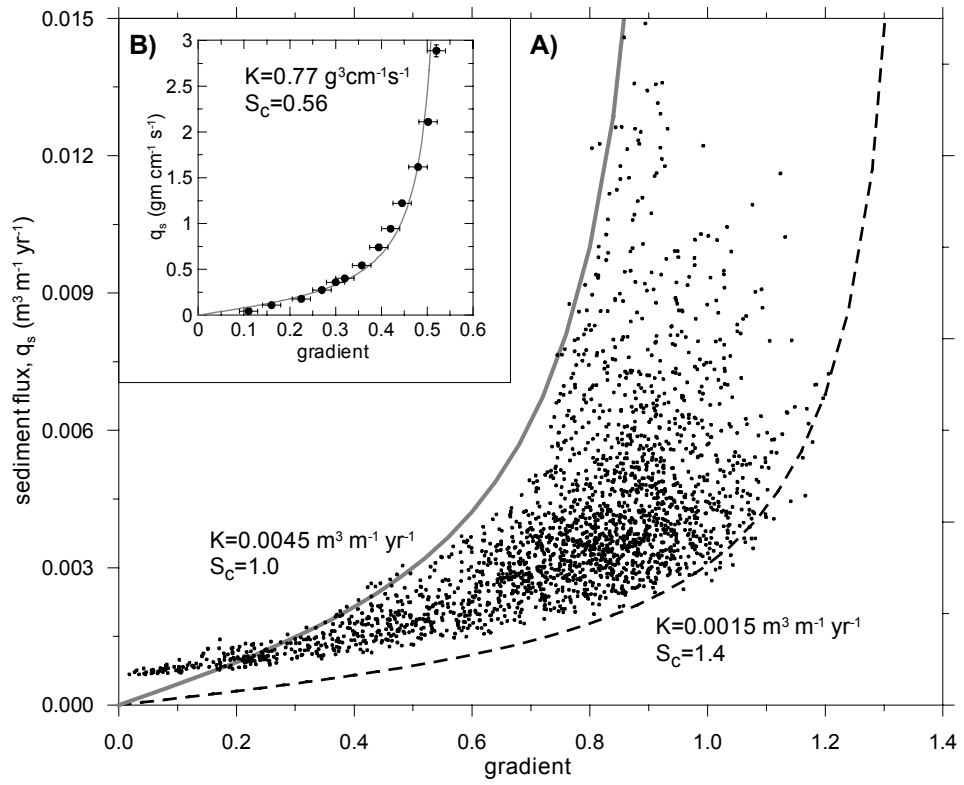 0.015
0.012
0.009
0.006
0.003
0.000
sediment flux, qₛ (m³ m⁻¹ yr⁻¹)
B)
3
2.5
2
1.5
1
0.5
0
qₛ (gm cm⁻¹ s⁻¹)
K=0.77 g³cm⁻¹s⁻¹
S꜀=0.56
0 0.1 0.2 0.3 0.4 0.5 0.6
gradient
A)
K=0.0045 m³ m⁻¹ yr⁻¹
S꜀=1.0
K=0.0015 m³ m⁻¹ yr⁻¹
S꜀=1.4
0.0 0.2 0.4 0.6 0.8 1.0 1.2 1.4
gradient